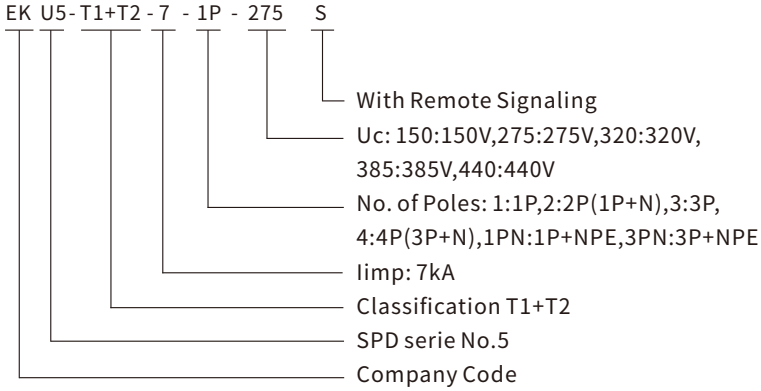 EK U5-T1+T2-7-1P-275 S
With Remote Signaling
Uc: 150:150V,275:275V,320:320V,
385:385V,440:440V
No. of Poles: 1:1P,2:2P(1P+N),3:3P,
4:4P(3P+N),1PN:1P+NPE,3PN:3P+NPE
Iimp: 7kA
Classification T1+T2
SPD serie No.5
Company Code